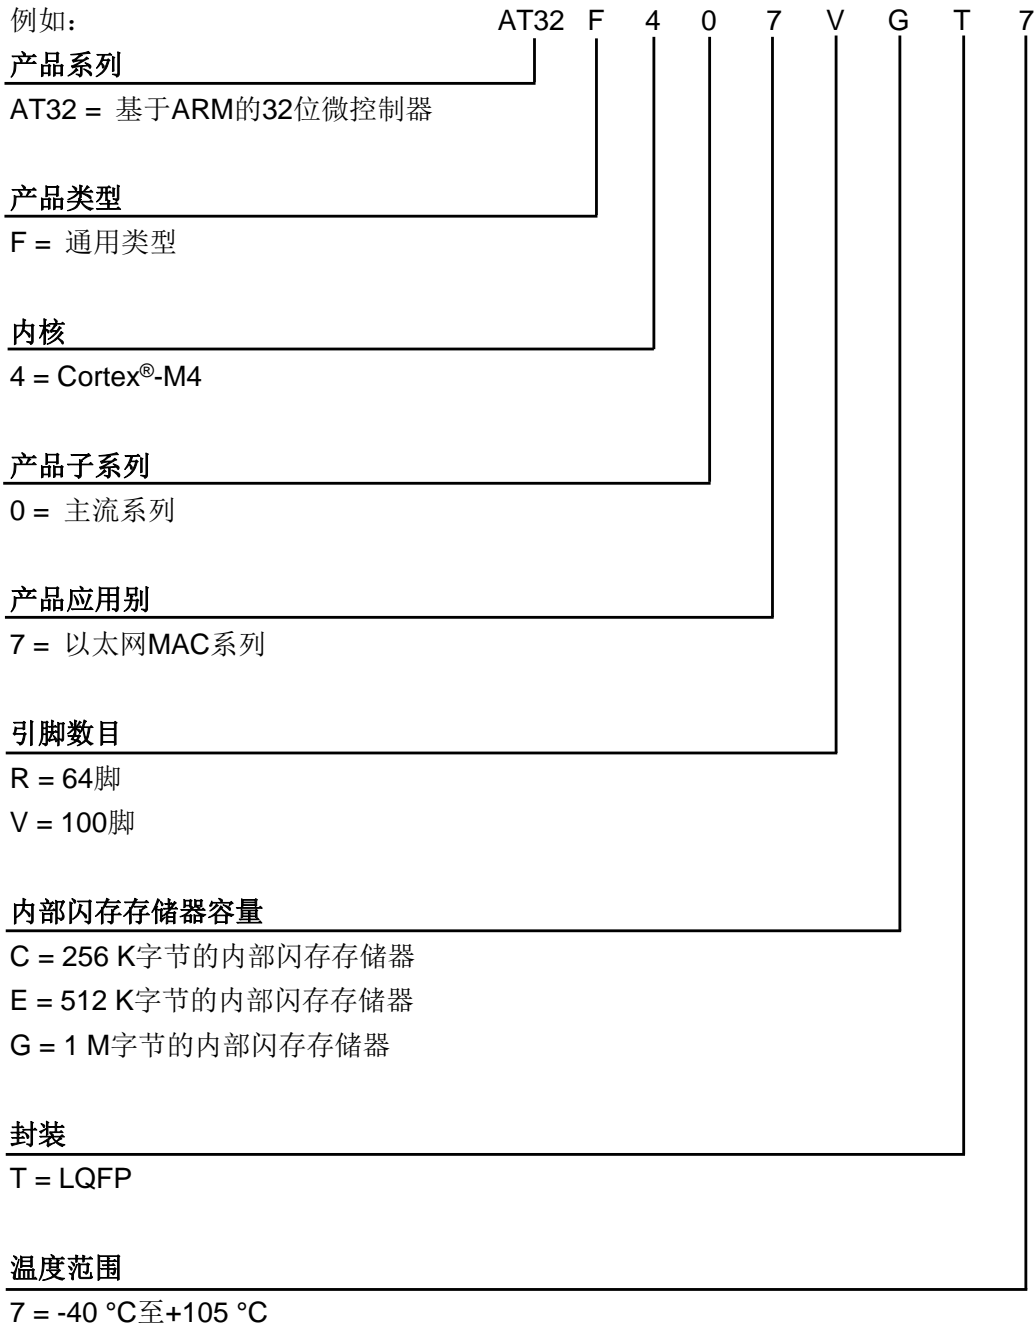 例如: AT32 F 4 0 7 V G T 7
产品系列
AT32 = 基于ARM的32位微控制器
产品类型
F = 通用类型
内核
4 = Cortex®-M4
产品子系列
0 = 主流系列
产品应用别
7 = 以太网MAC系列
引脚数目
R = 64脚
V = 100脚
内部闪存存储器容量
C = 256 K字节的内部闪存存储器
E = 512 K字节的内部闪存存储器
G = 1 M字节的内部闪存存储器
封装
T = LQFP
温度范围
7 = -40 °C至+105 °C